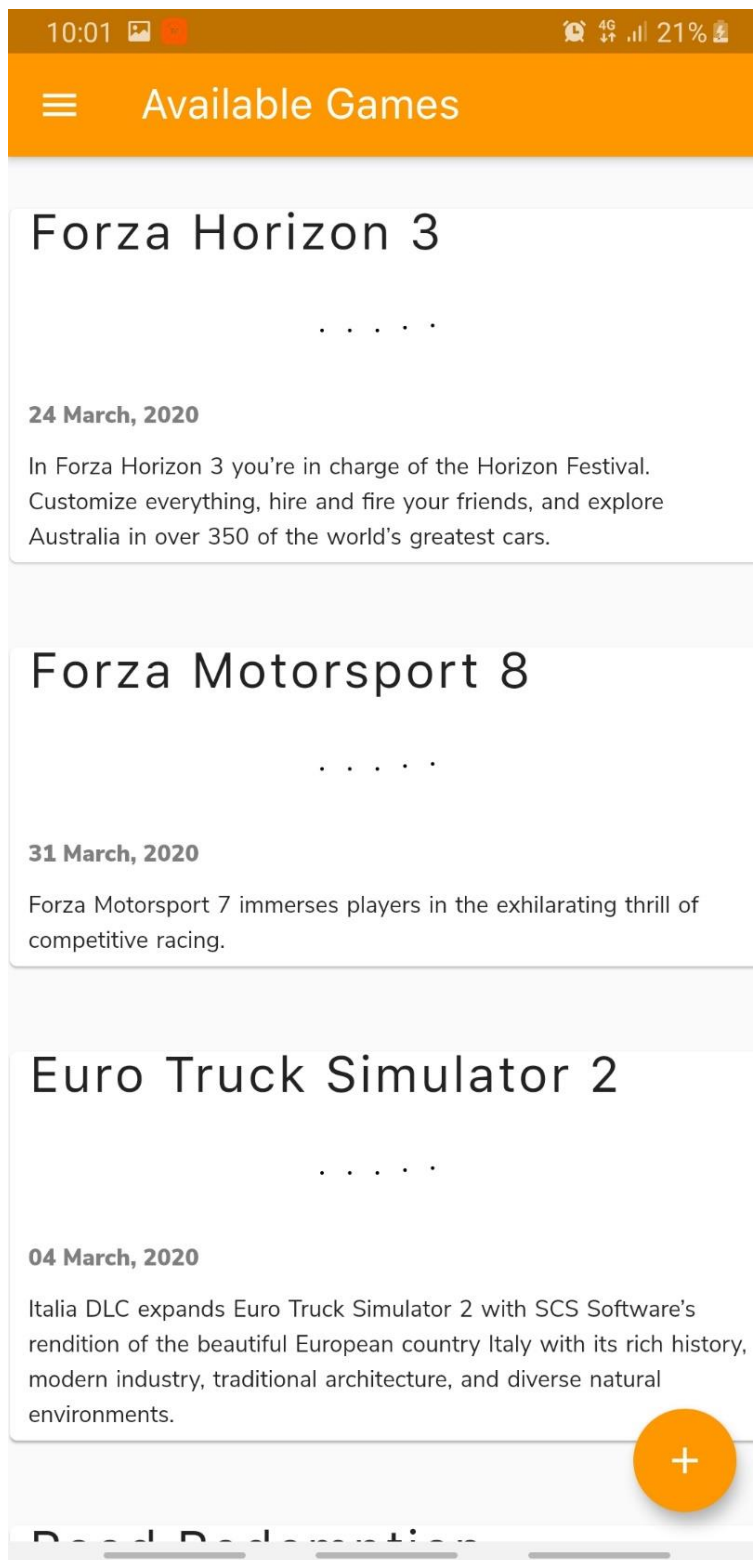 10:01 4G 21%
Available Games
Forza Horizon 3
. . . . .
24 March, 2020
In Forza Horizon 3 you're in charge of the Horizon Festival.
Customize everything, hire and fire your friends, and explore
Australia in over 350 of the world's greatest cars.
Forza Motorsport 8
. . . . .
31 March, 2020
Forza Motorsport 7 immerses players in the exhilarating thrill of
competitive racing.
Euro Truck Simulator 2
. . . . .
04 March, 2020
Italia DLC expands Euro Truck Simulator 2 with SCS Software's
rendition of the beautiful European country Italy with its rich history,
modern industry, traditional architecture, and diverse natural
environments.
+